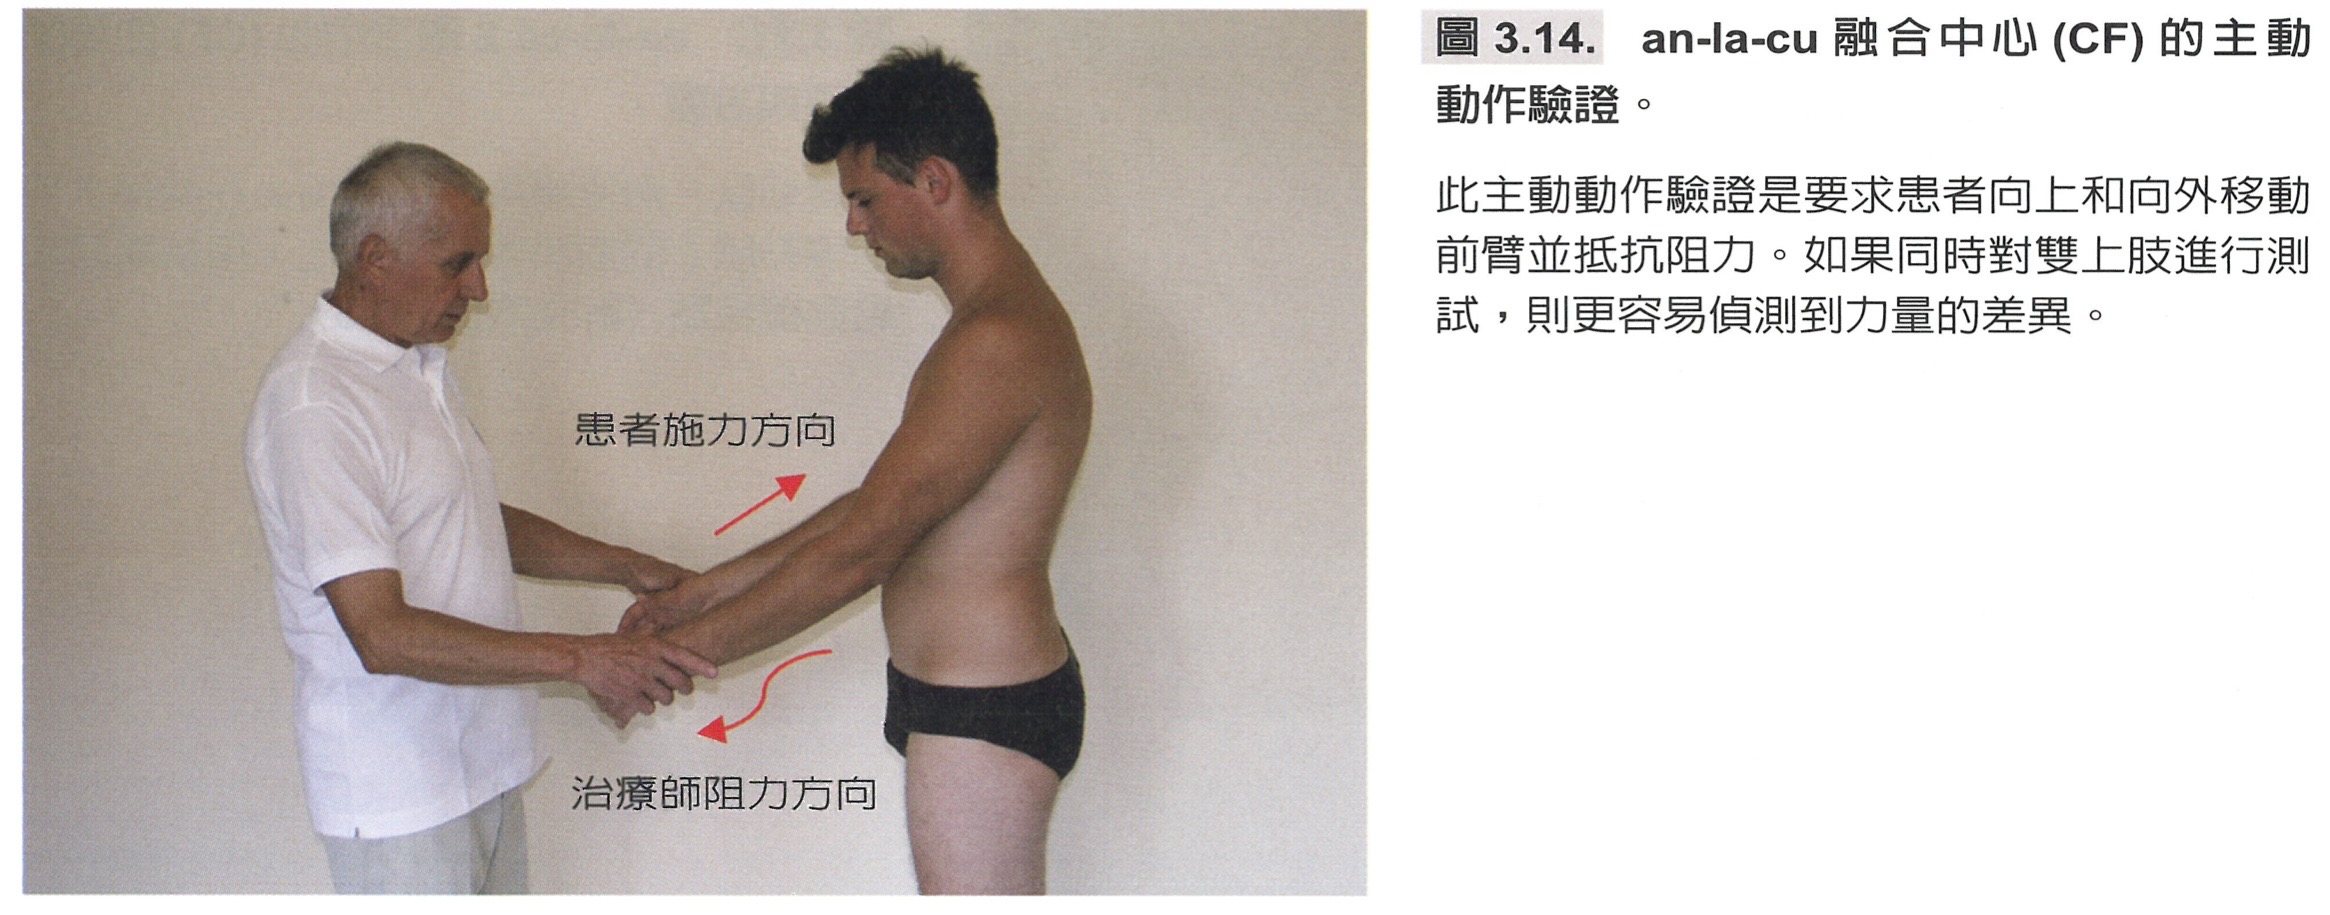 患者施力方向
治療師阻力方向
圖 3.14. an-la-cu 融合中心 (CF) 的主動
動作驗證。
此主動動作驗證是要求患者向上和向外移動
前臂並抵抗阻力。如果同時對雙上肢進行測
試，則更容易偵測到力量的差異。